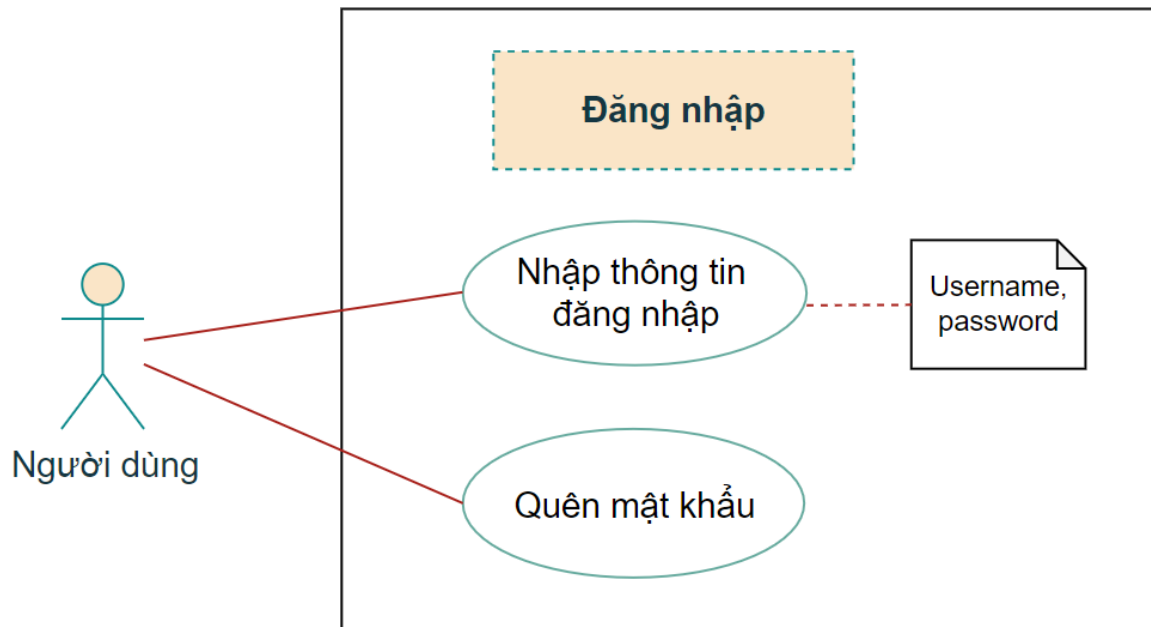 Đăng nhập
Nhập thông tin
đăng nhập
Username,
password
Người dùng
Quên mật khẩu